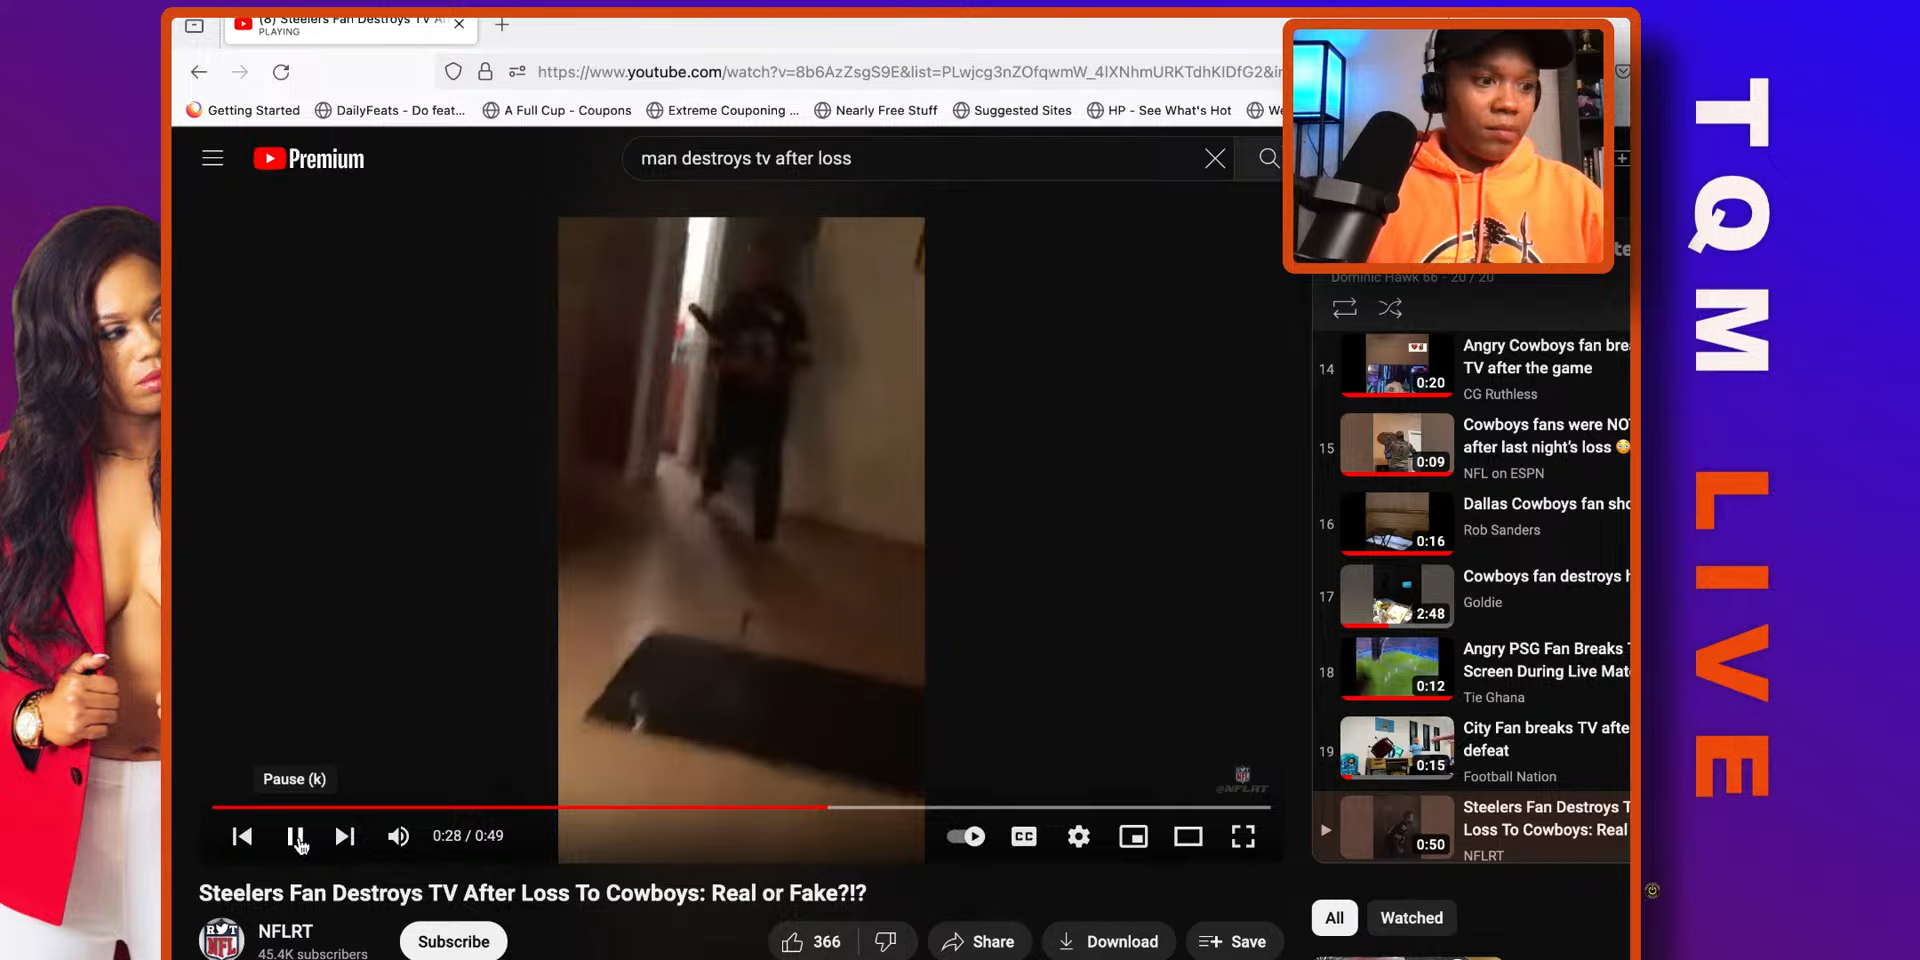 (8) Steelers Fan Destroys TV A
PLAYING
https://www.youtube.com/watch?v=8b6AzZsgS9E&list=PLwjcg3nZOfqwmW_4lXNhmURKTdhKlDfG2&i
Getting Started
DailyFeats - Do feat...
A Full Cup - Coupons
Extreme Couponing ...
Nearly Free Stuff
Suggested Sites
HP - See What's Hot
We
Premium
man destroys tv after loss
Dominic Hawk 66 - 20 / 20
14
Angry Cowboys fan bre
TV after the game
CG Ruthless
0:20
15
Cowboys fans were NO
after last night's loss
NFL on ESPN
0:09
16
Dallas Cowboys fan sho
Rob Sanders
0:16
17
Cowboys fan destroys h
Goldie
2:48
18
Angry PSG Fan Breaks
Screen During Live Mat
Tie Ghana
0:12
19
City Fan breaks TV afte
defeat
Football Nation
0:15
Steelers Fan Destroys T
Loss To Cowboys: Real
NFLRT
0:50
Pause (k)
@NFLRT
0:28 / 0:49
CC
Steelers Fan Destroys TV After Loss To Cowboys: Real or Fake?!?
NFLRT
45.4K subscribers
Subscribe
366
Share
Download
Save
All
Watched
TQM LIVE